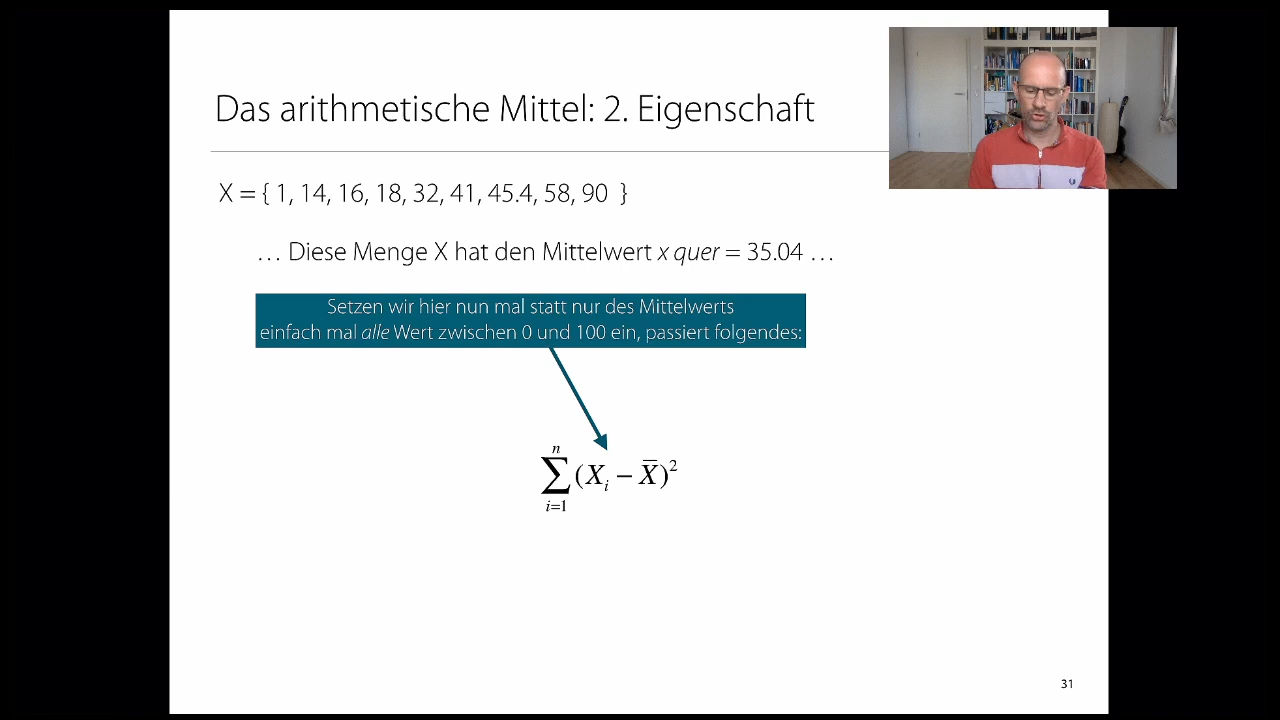 Das arithmetische Mittel: 2. Eigenschaft
X = { 1, 14, 16, 18, 32, 41, 45.4, 58, 90 }
… Diese Menge X hat den Mittelwert x quer = 35.04 …
Setzen wir hier nun mal statt nur des Mittelwerts
einfach mal alle Wert zwischen 0 und 100 ein, passiert folgendes:
n
∑(Xᵢ − X̄)²
i=1
31